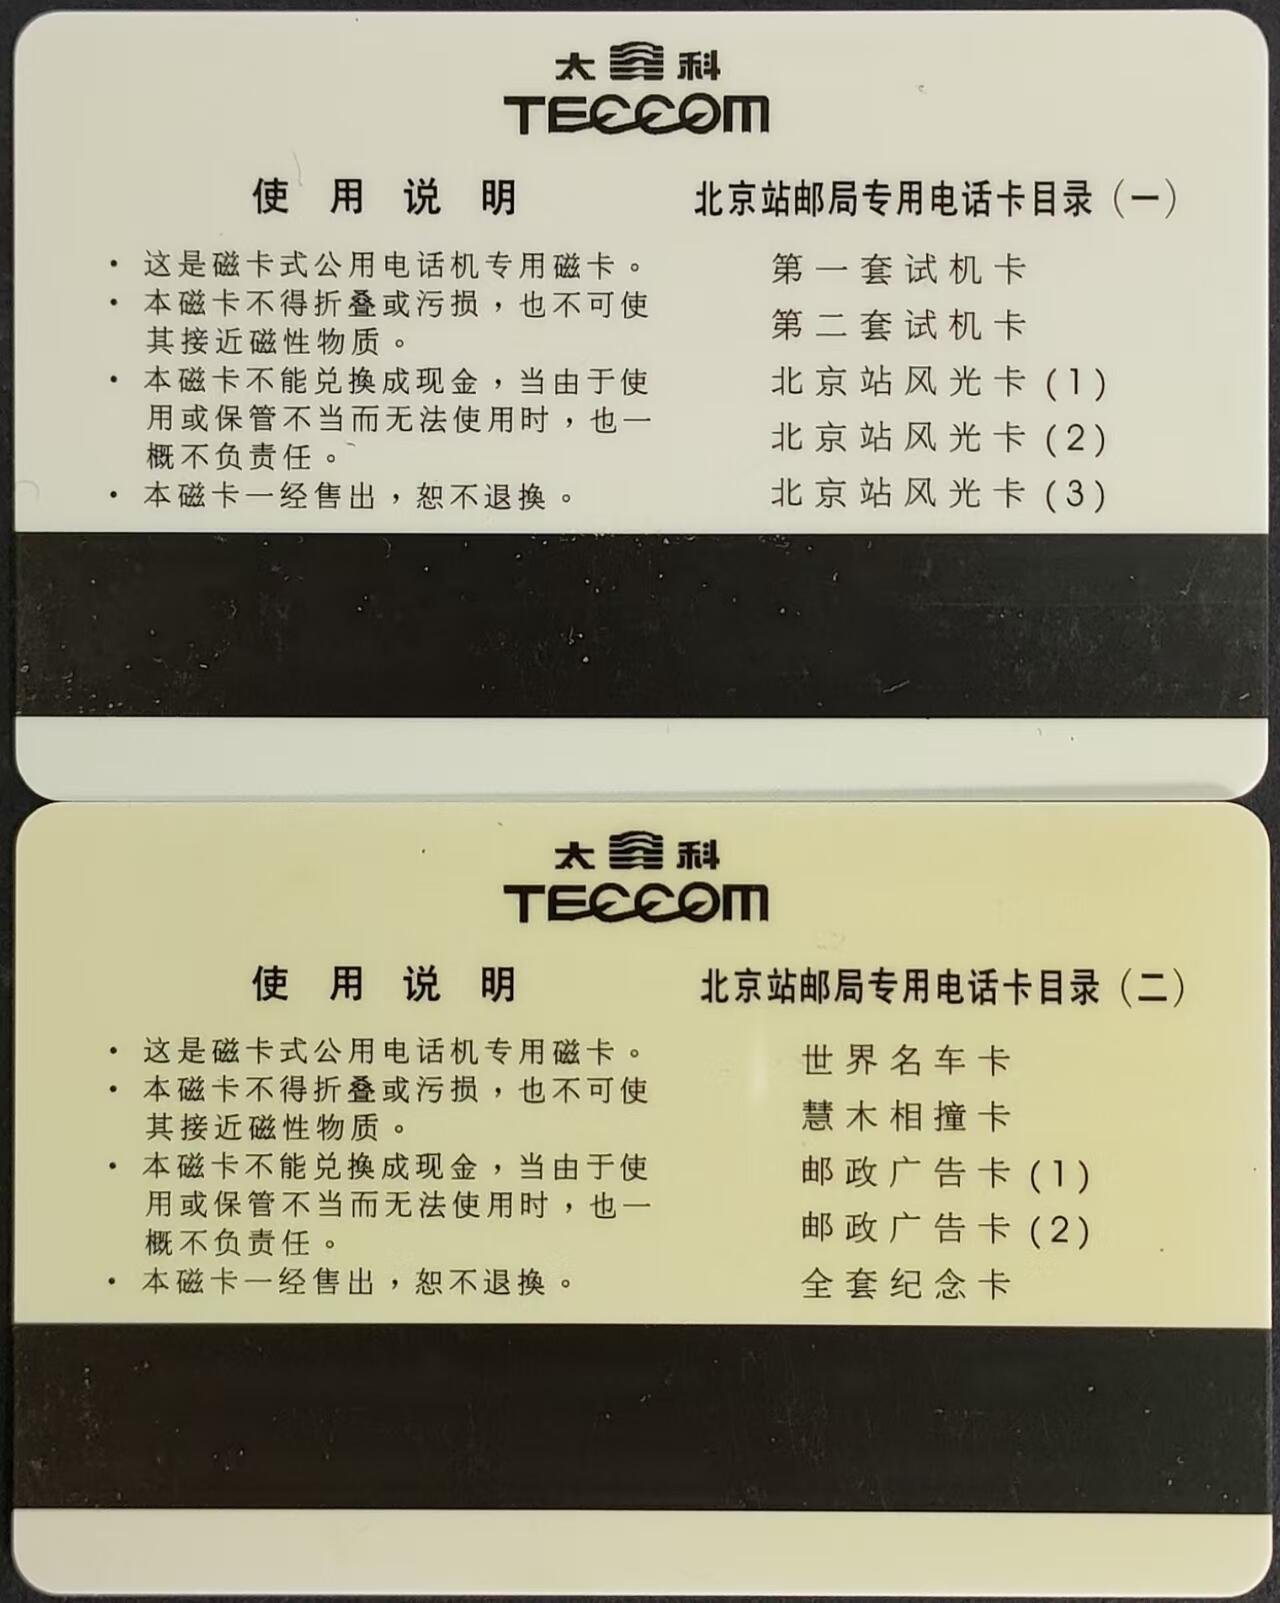 太鑫科
TECCOM
使用说明
· 这是磁卡式公用电话机专用磁卡。
· 本磁卡不得折叠或污损，也不可使
其接近磁性物质。
· 本磁卡不能兑换成现金，当由于使
用或保管不当而无法使用时，也一
概不负责任。
· 本磁卡一经售出，恕不退换。
北京站邮局专用电话卡目录（一）
第一套试机卡
第二套试机卡
北京站风光卡(1)
北京站风光卡(2)
北京站风光卡(3)
太鑫科
TECCOM
使用说明
· 这是磁卡式公用电话机专用磁卡。
· 本磁卡不得折叠或污损，也不可使
其接近磁性物质。
· 本磁卡不能兑换成现金，当由于使
用或保管不当而无法使用时，也一
概不负责任。
· 本磁卡一经售出，恕不退换。
北京站邮局专用电话卡目录（二）
世界名车卡
慧木相撞卡
邮政广告卡(1)
邮政广告卡(2)
全套纪念卡